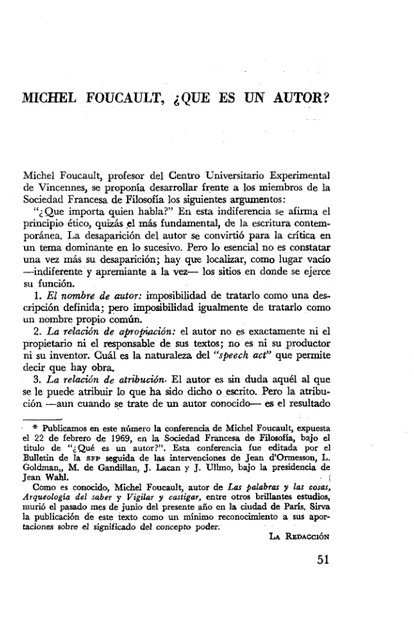 MICHEL FOUCAULT, ¿QUE ES UN AUTOR?
Michel Foucault, profesor del Centro Universitario Experimental
de Vincennes, se proponía desarrollar frente a los miembros de la
Sociedad Francesa de Filosofía los siguientes argumentos:
“¿Que importa quien habla?” En esta indiferencia se afirma el
principio ético, quizás el más fundamental, de la escritura contem-
poránea. La desaparición del autor se convirtió para la crítica en
un tema dominante en lo sucesivo. Pero lo esencial no es constatar
una vez más su desaparición; hay que localizar, como lugar vacío
—indiferente y apremiante a la vez— los sitios en donde se ejerce
su función.
1. El nombre de autor: imposibilidad de tratarlo como una des-
cripción definida; pero imposibilidad igualmente de tratarlo como
un nombre propio común.
2. La relación de apropiación: el autor no es exactamente ni el
propietario ni el responsable de sus textos; no es ni su productor
ni su inventor. Cuál es la naturaleza del “speech act” que permite
decir que hay obra.
3. La relación de atribución. El autor es sin duda aquél al que
se le puede atribuir lo que ha sido dicho o escrito. Pero la atribu-
ción —aun cuando se trate de un autor conocido— es el resultado
* Publicamos en este número la conferencia de Michel Foucault, expuesta
el 22 de febrero de 1969, en la Sociedad Francesa de Filosofía, bajo el
título de “¿Qué es un autor?”. Esta conferencia fue editada por el
Bulletin de la SFP seguida de las intervenciones de Jean d'Ormesson, L.
Goldman,, M. de Gandillan, J. Lacan y J. Ullmo, bajo la presidencia de
Jean Wahl.
Como es conocido, Michel Foucault, autor de Las palabras y las cosas,
Arqueología del saber y Vigilar y castigar, entre otros brillantes estudios,
murió el pasado mes de junio del presente año en la ciudad de París. Sirva
la publicación de este texto como un mínimo reconocimiento a sus apor-
taciones sobre el significado del concepto poder.
LA REDACCIÓN
51